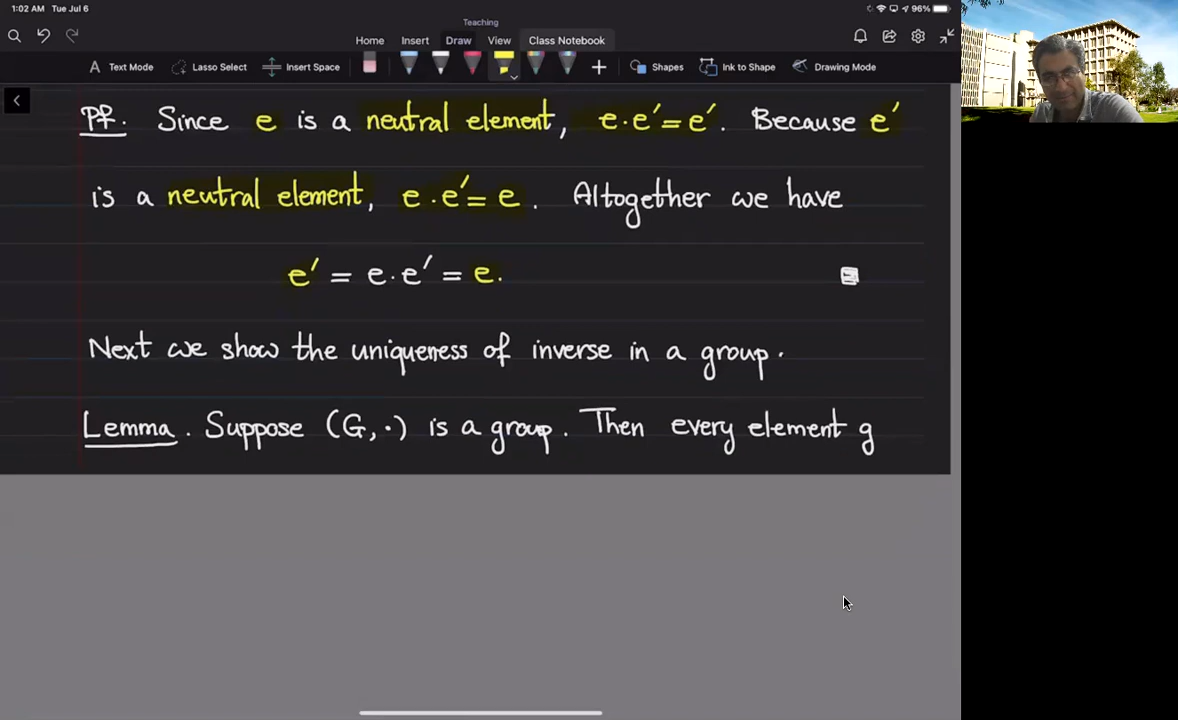 1:02 AM Tue Jul 6
96%
Teaching
Home Insert Draw View Class Notebook
A Text Mode Lasso Select Insert Space Shapes Ink to Shape Drawing Mode
Pf. Since e is a neutral element, e·e′=e′. Because e′
is a neutral element, e·e′=e. Altogether we have
e′ = e·e′ = e.
Next we show the uniqueness of inverse in a group.
Lemma. Suppose (G,·) is a group. Then every element g